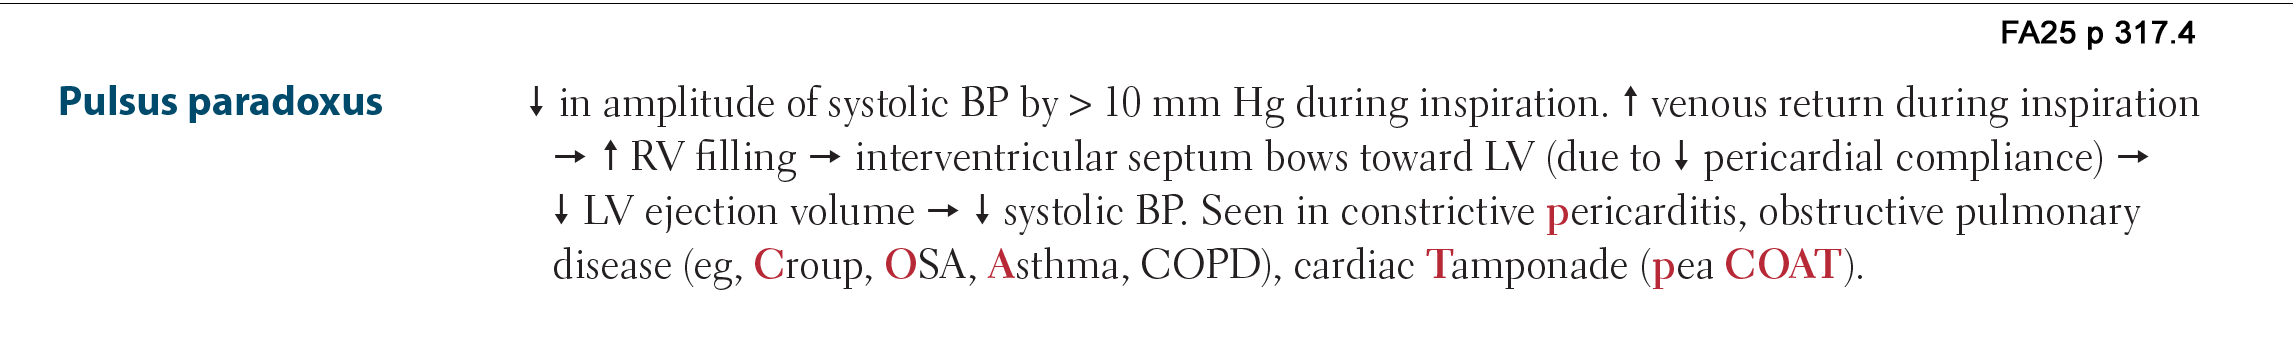 FA25 p 317.4
Pulsus paradoxus
↓ in amplitude of systolic BP by > 10 mm Hg during inspiration. ↑ venous return during inspiration
→ ↑ RV filling → interventricular septum bows toward LV (due to ↓ pericardial compliance) →
↓ LV ejection volume → ↓ systolic BP. Seen in constrictive pericarditis, obstructive pulmonary
disease (eg, Croup, OSA, Asthma, COPD), cardiac Tamponade (pea COAT).